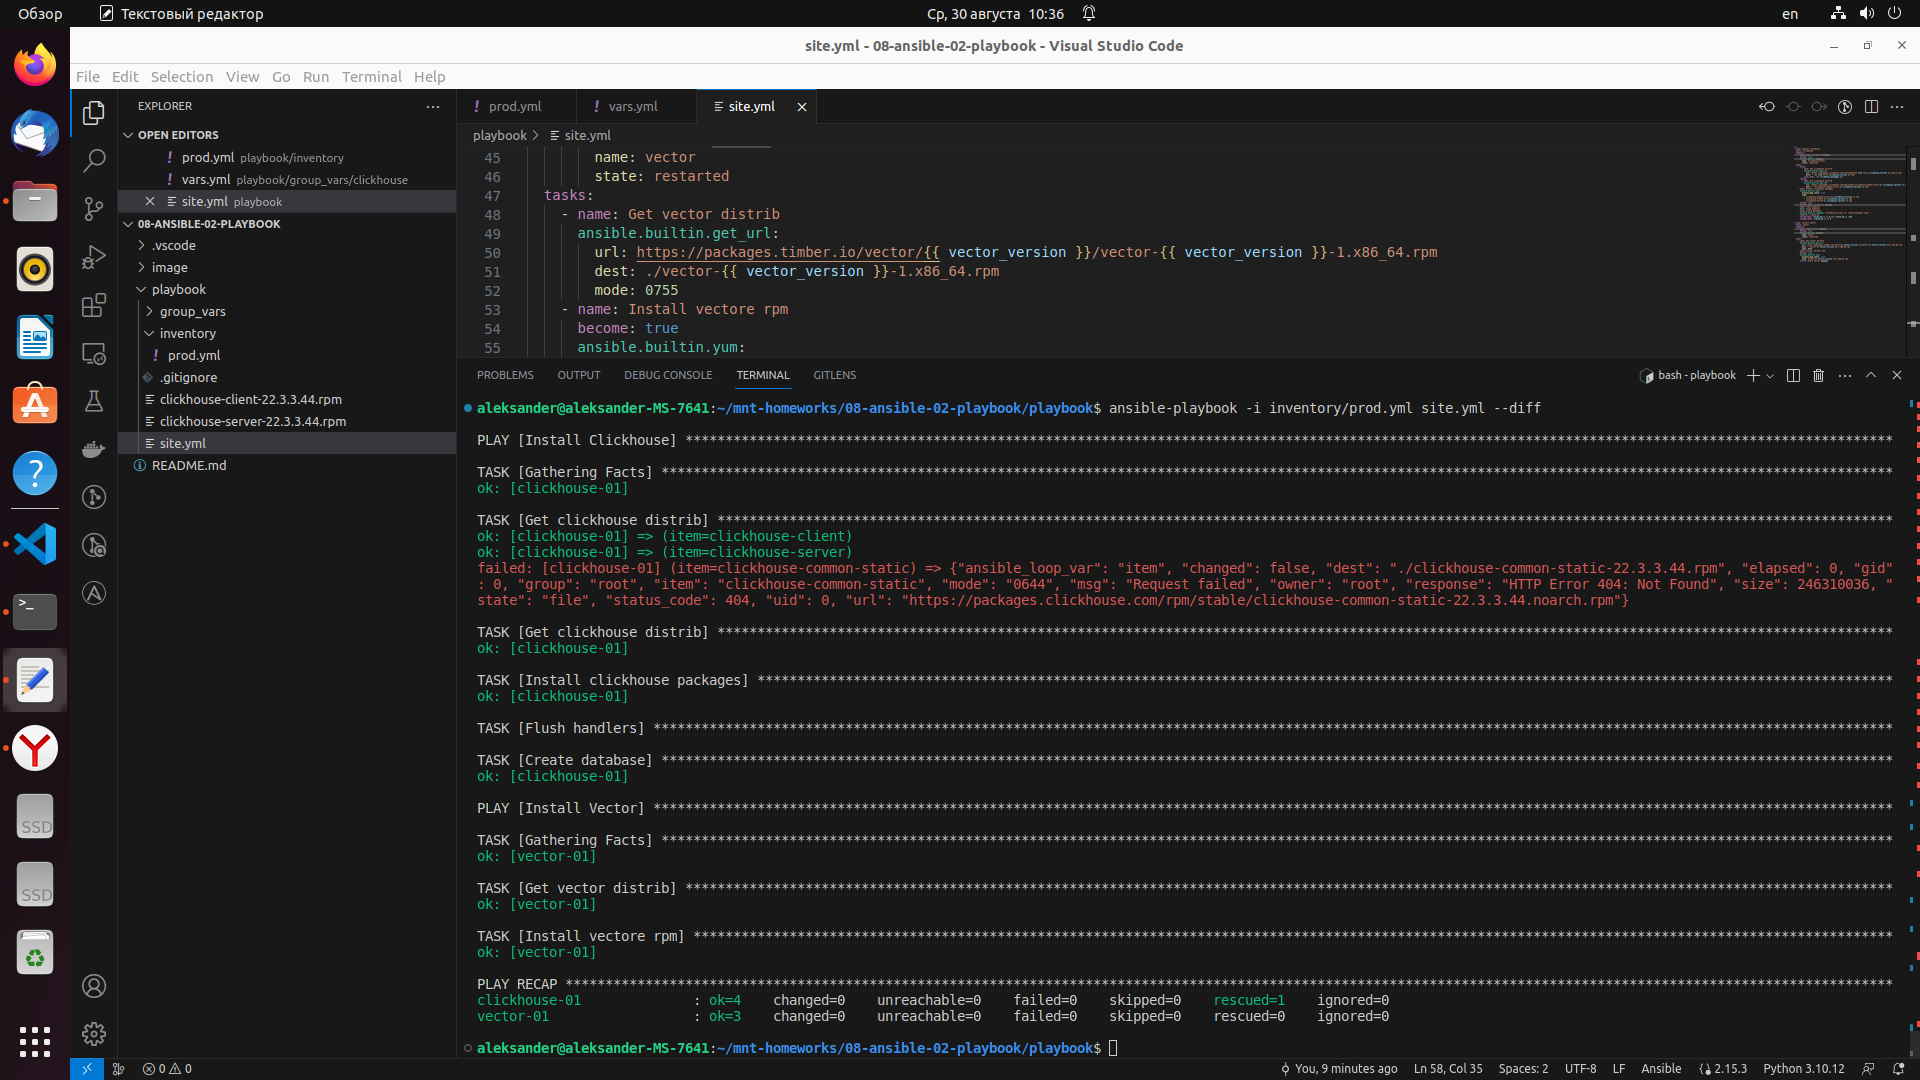 Обзор
Текстовый редактор
Ср, 30 августа 10:36
en
site.yml - 08-ansible-02-playbook - Visual Studio Code
File Edit Selection View Go Run Terminal Help
EXPLORER
OPEN EDITORS
! prod.yml playbook/inventory
! vars.yml playbook/group_vars/clickhouse
site.yml playbook
08-ANSIBLE-02-PLAYBOOK
.vscode
image
playbook
group_vars
inventory
! prod.yml
.gitignore
clickhouse-client-22.3.3.44.rpm
clickhouse-server-22.3.3.44.rpm
site.yml
README.md
! prod.yml ! vars.yml site.yml
playbook > site.yml
45 name: vector
46 state: restarted
47 tasks:
48 - name: Get vector distrib
49 ansible.builtin.get_url:
50 url: https://packages.timber.io/vector/{{ vector_version }}/vector-{{ vector_version }}-1.x86_64.rpm
51 dest: ./vector-{{ vector_version }}-1.x86_64.rpm
52 mode: 0755
53 - name: Install vectore rpm
54 become: true
55 ansible.builtin.yum:
PROBLEMS OUTPUT DEBUG CONSOLE TERMINAL GITLENS
bash - playbook
aleksander@aleksander-MS-7641:~/mnt-homeworks/08-ansible-02-playbook/playbook$ ansible-playbook -i inventory/prod.yml site.yml --diff
PLAY [Install Clickhouse] ******************************************************************************************************************************************************
TASK [Gathering Facts] *********************************************************************************************************************************************************
ok: [clickhouse-01]
TASK [Get clickhouse distrib] **************************************************************************************************************************************************
ok: [clickhouse-01] => (item=clickhouse-client)
ok: [clickhouse-01] => (item=clickhouse-server)
failed: [clickhouse-01] (item=clickhouse-common-static) => {"ansible_loop_var": "item", "changed": false, "dest": "./clickhouse-common-static-22.3.3.44.rpm", "elapsed": 0, "gid"
: 0, "group": "root", "item": "clickhouse-common-static", "mode": "0644", "msg": "Request failed", "owner": "root", "response": "HTTP Error 404: Not Found", "size": 246310036, "
state": "file", "status_code": 404, "uid": 0, "url": "https://packages.clickhouse.com/rpm/stable/clickhouse-common-static-22.3.3.44.noarch.rpm"}
TASK [Get clickhouse distrib] **************************************************************************************************************************************************
ok: [clickhouse-01]
TASK [Install clickhouse packages] *********************************************************************************************************************************************
ok: [clickhouse-01]
TASK [Flush handlers] **********************************************************************************************************************************************************
TASK [Create database] *********************************************************************************************************************************************************
ok: [clickhouse-01]
PLAY [Install Vector] **********************************************************************************************************************************************************
TASK [Gathering Facts] *********************************************************************************************************************************************************
ok: [vector-01]
TASK [Get vector distrib] ******************************************************************************************************************************************************
ok: [vector-01]
TASK [Install vectore rpm] *****************************************************************************************************************************************************
ok: [vector-01]
PLAY RECAP *********************************************************************************************************************************************************************
clickhouse-01 : ok=4 changed=0 unreachable=0 failed=0 skipped=0 rescued=1 ignored=0
vector-01 : ok=3 changed=0 unreachable=0 failed=0 skipped=0 rescued=0 ignored=0
aleksander@aleksander-MS-7641:~/mnt-homeworks/08-ansible-02-playbook/playbook$
SSD
SSD
0 0
You, 9 minutes ago Ln 58, Col 35 Spaces: 2 UTF-8 LF Ansible 2.15.3 Python 3.10.12